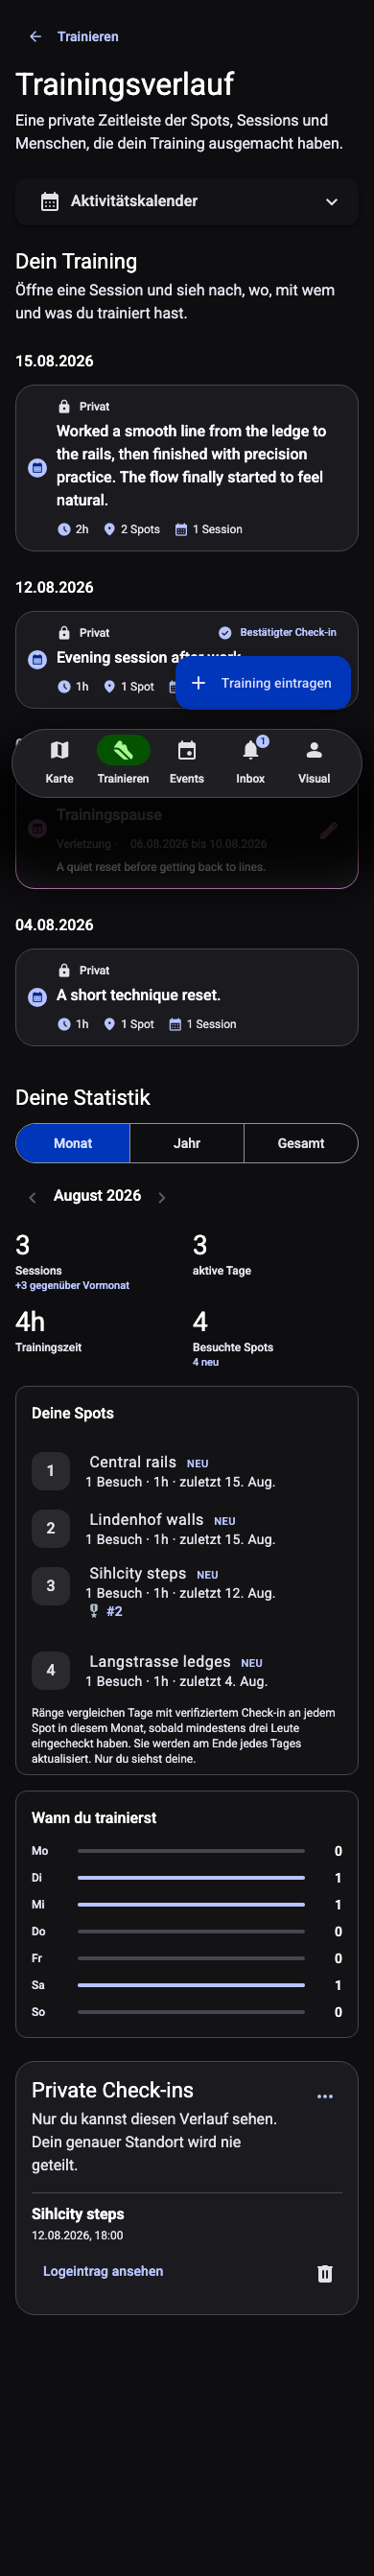 Trainieren
Trainingsverlauf
Eine private Zeitleiste der Spots, Sessions und
Menschen, die dein Training ausgemacht haben.
Aktivitätskalender
Dein Training
Öffne eine Session und sieh nach, wo, mit wem
und was du trainiert hast.
15.08.2026
Privat
Worked a smooth line from the ledge to
the rails, then finished with precision
practice. The flow finally started to feel
natural.
2h 2 Spots 1 Session
12.08.2026
Privat Bestätigter Check-in
Evening session after work
1h 1 Spot
Training eintragen
1
Karte Trainieren Events Inbox Visual
Trainingspause
Verletzung · 06.08.2026 bis 10.08.2026
A quiet reset before getting back to lines.
04.08.2026
Privat
A short technique reset.
1h 1 Spot 1 Session
Deine Statistik
Monat Jahr Gesamt
August 2026
3 3
Sessions aktive Tage
+3 gegenüber Vormonat
4h 4
Trainingszeit Besuchte Spots
4 neu
Deine Spots
1 Central rails NEU
1 Besuch · 1h · zuletzt 15. Aug.
2 Lindenhof walls NEU
1 Besuch · 1h · zuletzt 15. Aug.
3 Sihlcity steps NEU
1 Besuch · 1h · zuletzt 12. Aug.
#2
4 Langstrasse ledges NEU
1 Besuch · 1h · zuletzt 4. Aug.
Ränge vergleichen Tage mit verifiziertem Check-in an jedem
Spot in diesem Monat, sobald mindestens drei Leute
eingecheckt haben. Sie werden am Ende jedes Tages
aktualisiert. Nur du siehst deine.
Wann du trainierst
Mo 0
Di 1
Mi 1
Do 0
Fr 0
Sa 1
So 0
Private Check-ins
Nur du kannst diesen Verlauf sehen.
Dein genauer Standort wird nie
geteilt.
Sihlcity steps
12.08.2026, 18:00
Logeintrag ansehen